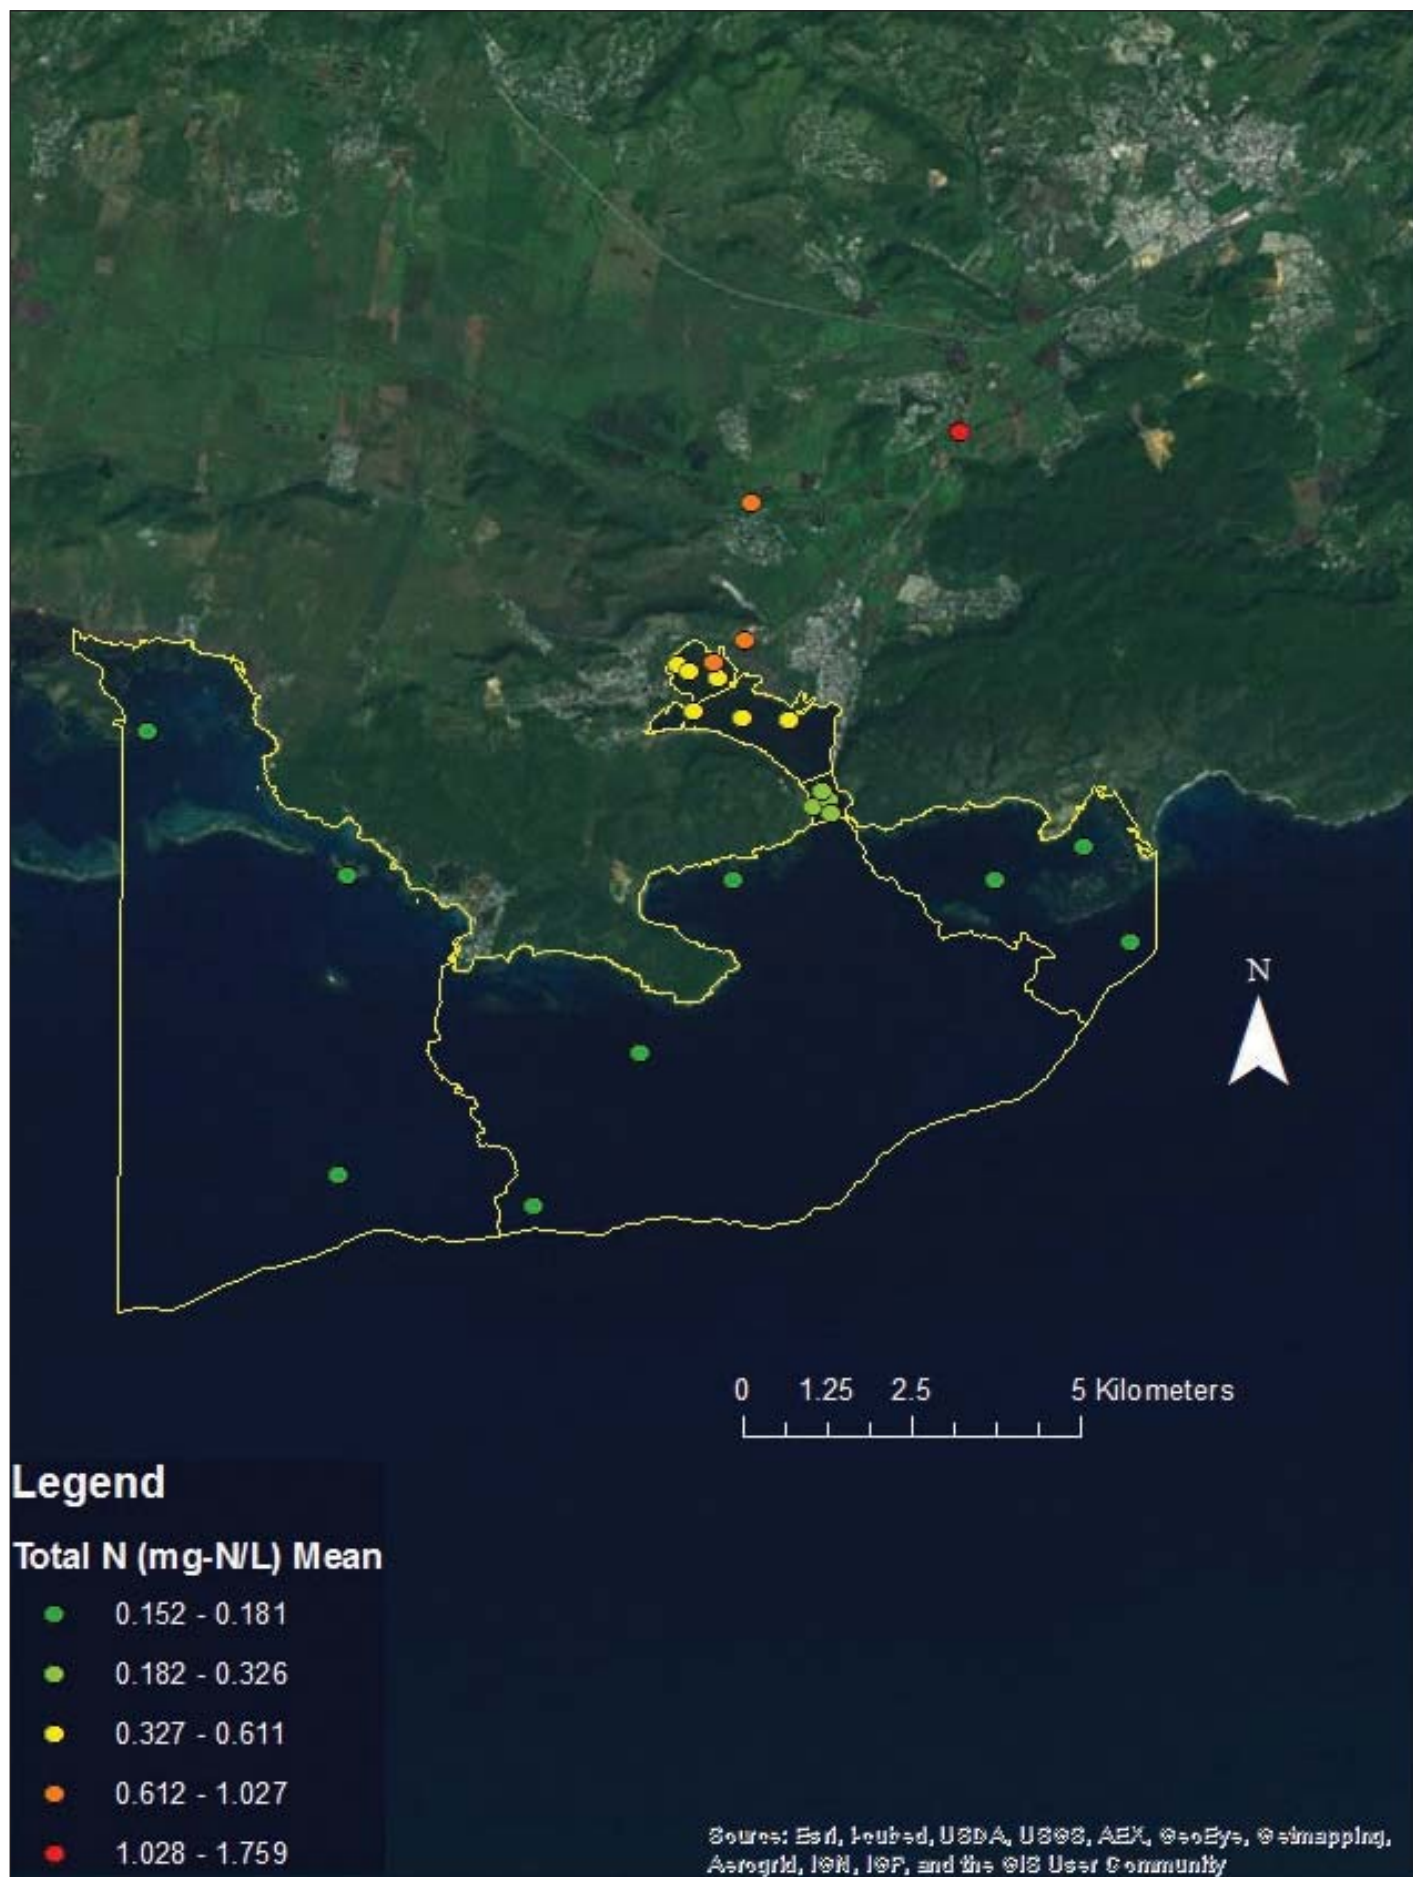 N
0 1.25 2.5 5 Kilometers
Legend
Total N (mg-N/L) Mean
0.152 - 0.181
0.182 - 0.326
0.327 - 0.611
0.612 - 1.027
1.028 - 1.759
Source: Esri, i-cubed, USDA, USGS, AEX, GeoEye, Getmapping,
Aerogrid, IGN, IGP, and the GIS User Community